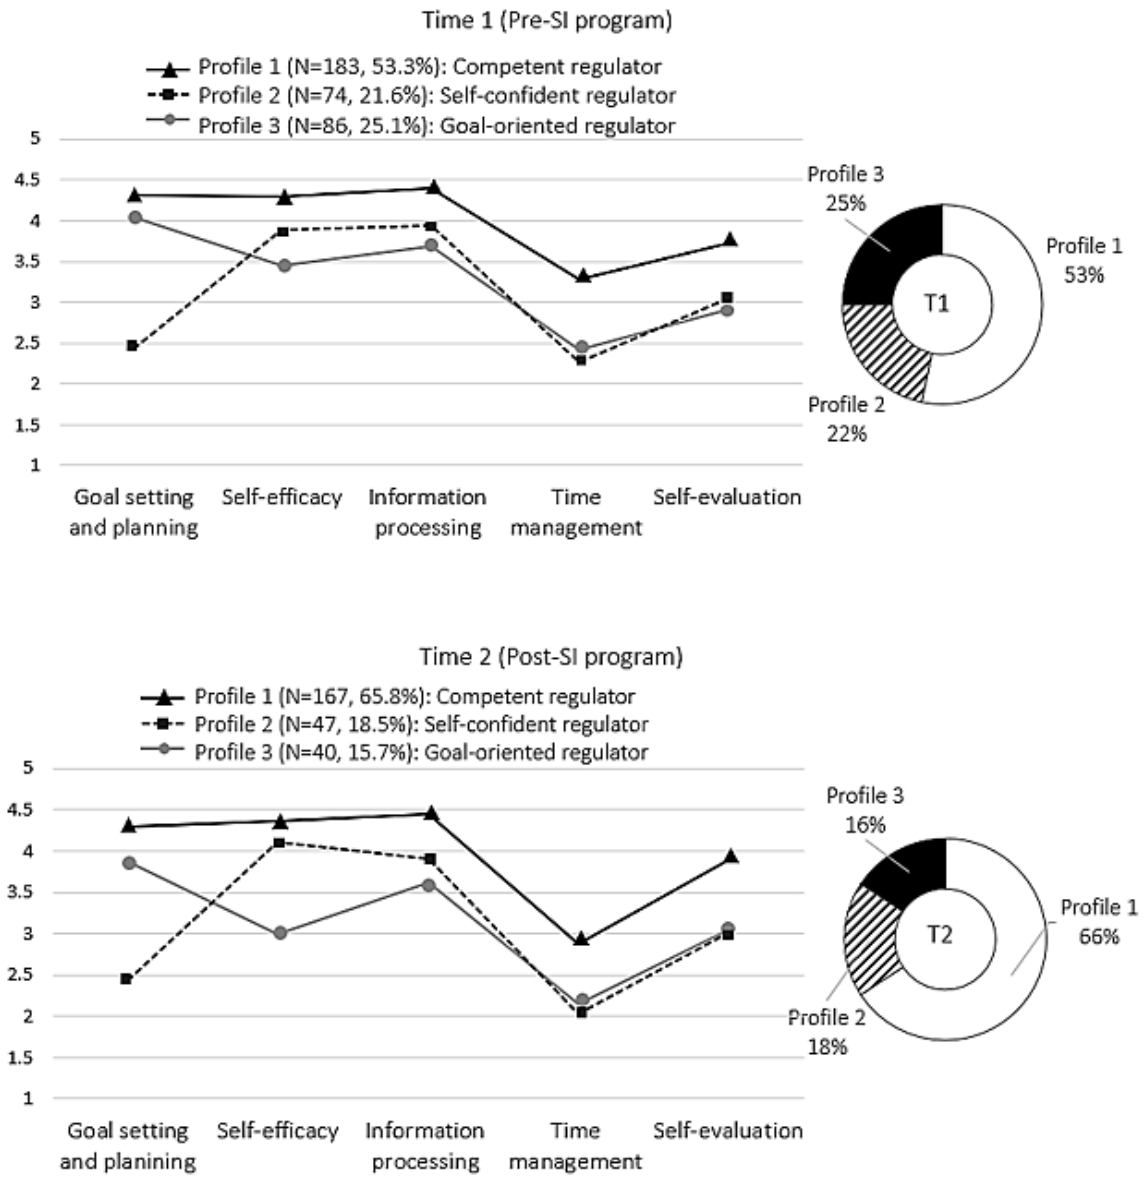 Time 1 (Pre-SI program)
Profile 1 (N=183, 53.3%): Competent regulator
Profile 2 (N=74, 21.6%): Self-confident regulator
Profile 3 (N=86, 25.1%): Goal-oriented regulator
5
4.5
4
3.5
3
2.5
2
1.5
1
Goal setting
and planning
Self-efficacy
Information
processing
Time
management
Self-evaluation
Profile 3
25%
Profile 1
53%
T1
Profile 2
22%
Time 2 (Post-SI program)
Profile 1 (N=167, 65.8%): Competent regulator
Profile 2 (N=47, 18.5%): Self-confident regulator
Profile 3 (N=40, 15.7%): Goal-oriented regulator
5
4.5
4
3.5
3
2.5
2
1.5
1
Goal setting
and planining
Self-efficacy
Information
processing
Time
management
Self-evaluation
Profile 3
16%
Profile 1
66%
T2
Profile 2
18%